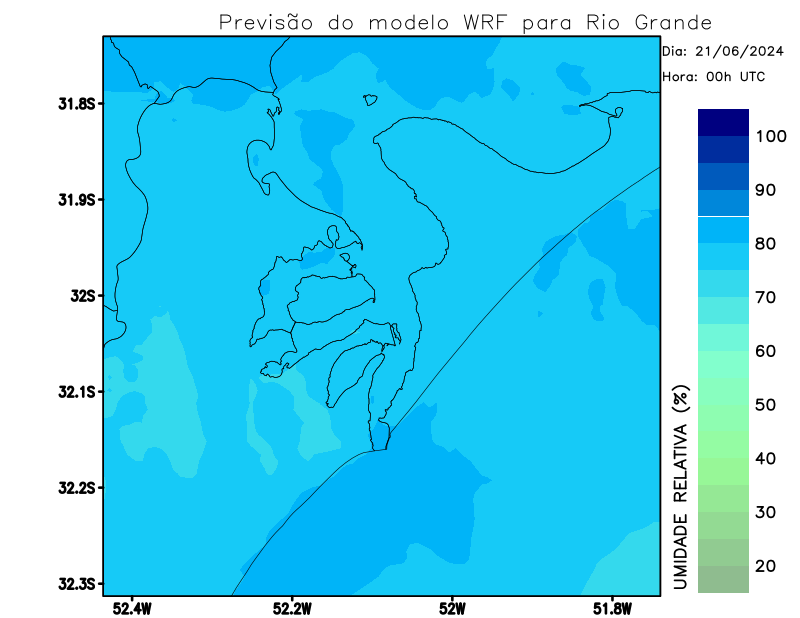 Previsão do modelo WRF para Rio Grande
Dia: 21/06/2024
Hora: 00h UTC
31.8S
31.9S
32S
32.1S
32.2S
32.3S
52.4W
52.2W
52W
51.8W
100
90
80
70
60
50
40
30
20
UMIDADE RELATIVA (%)